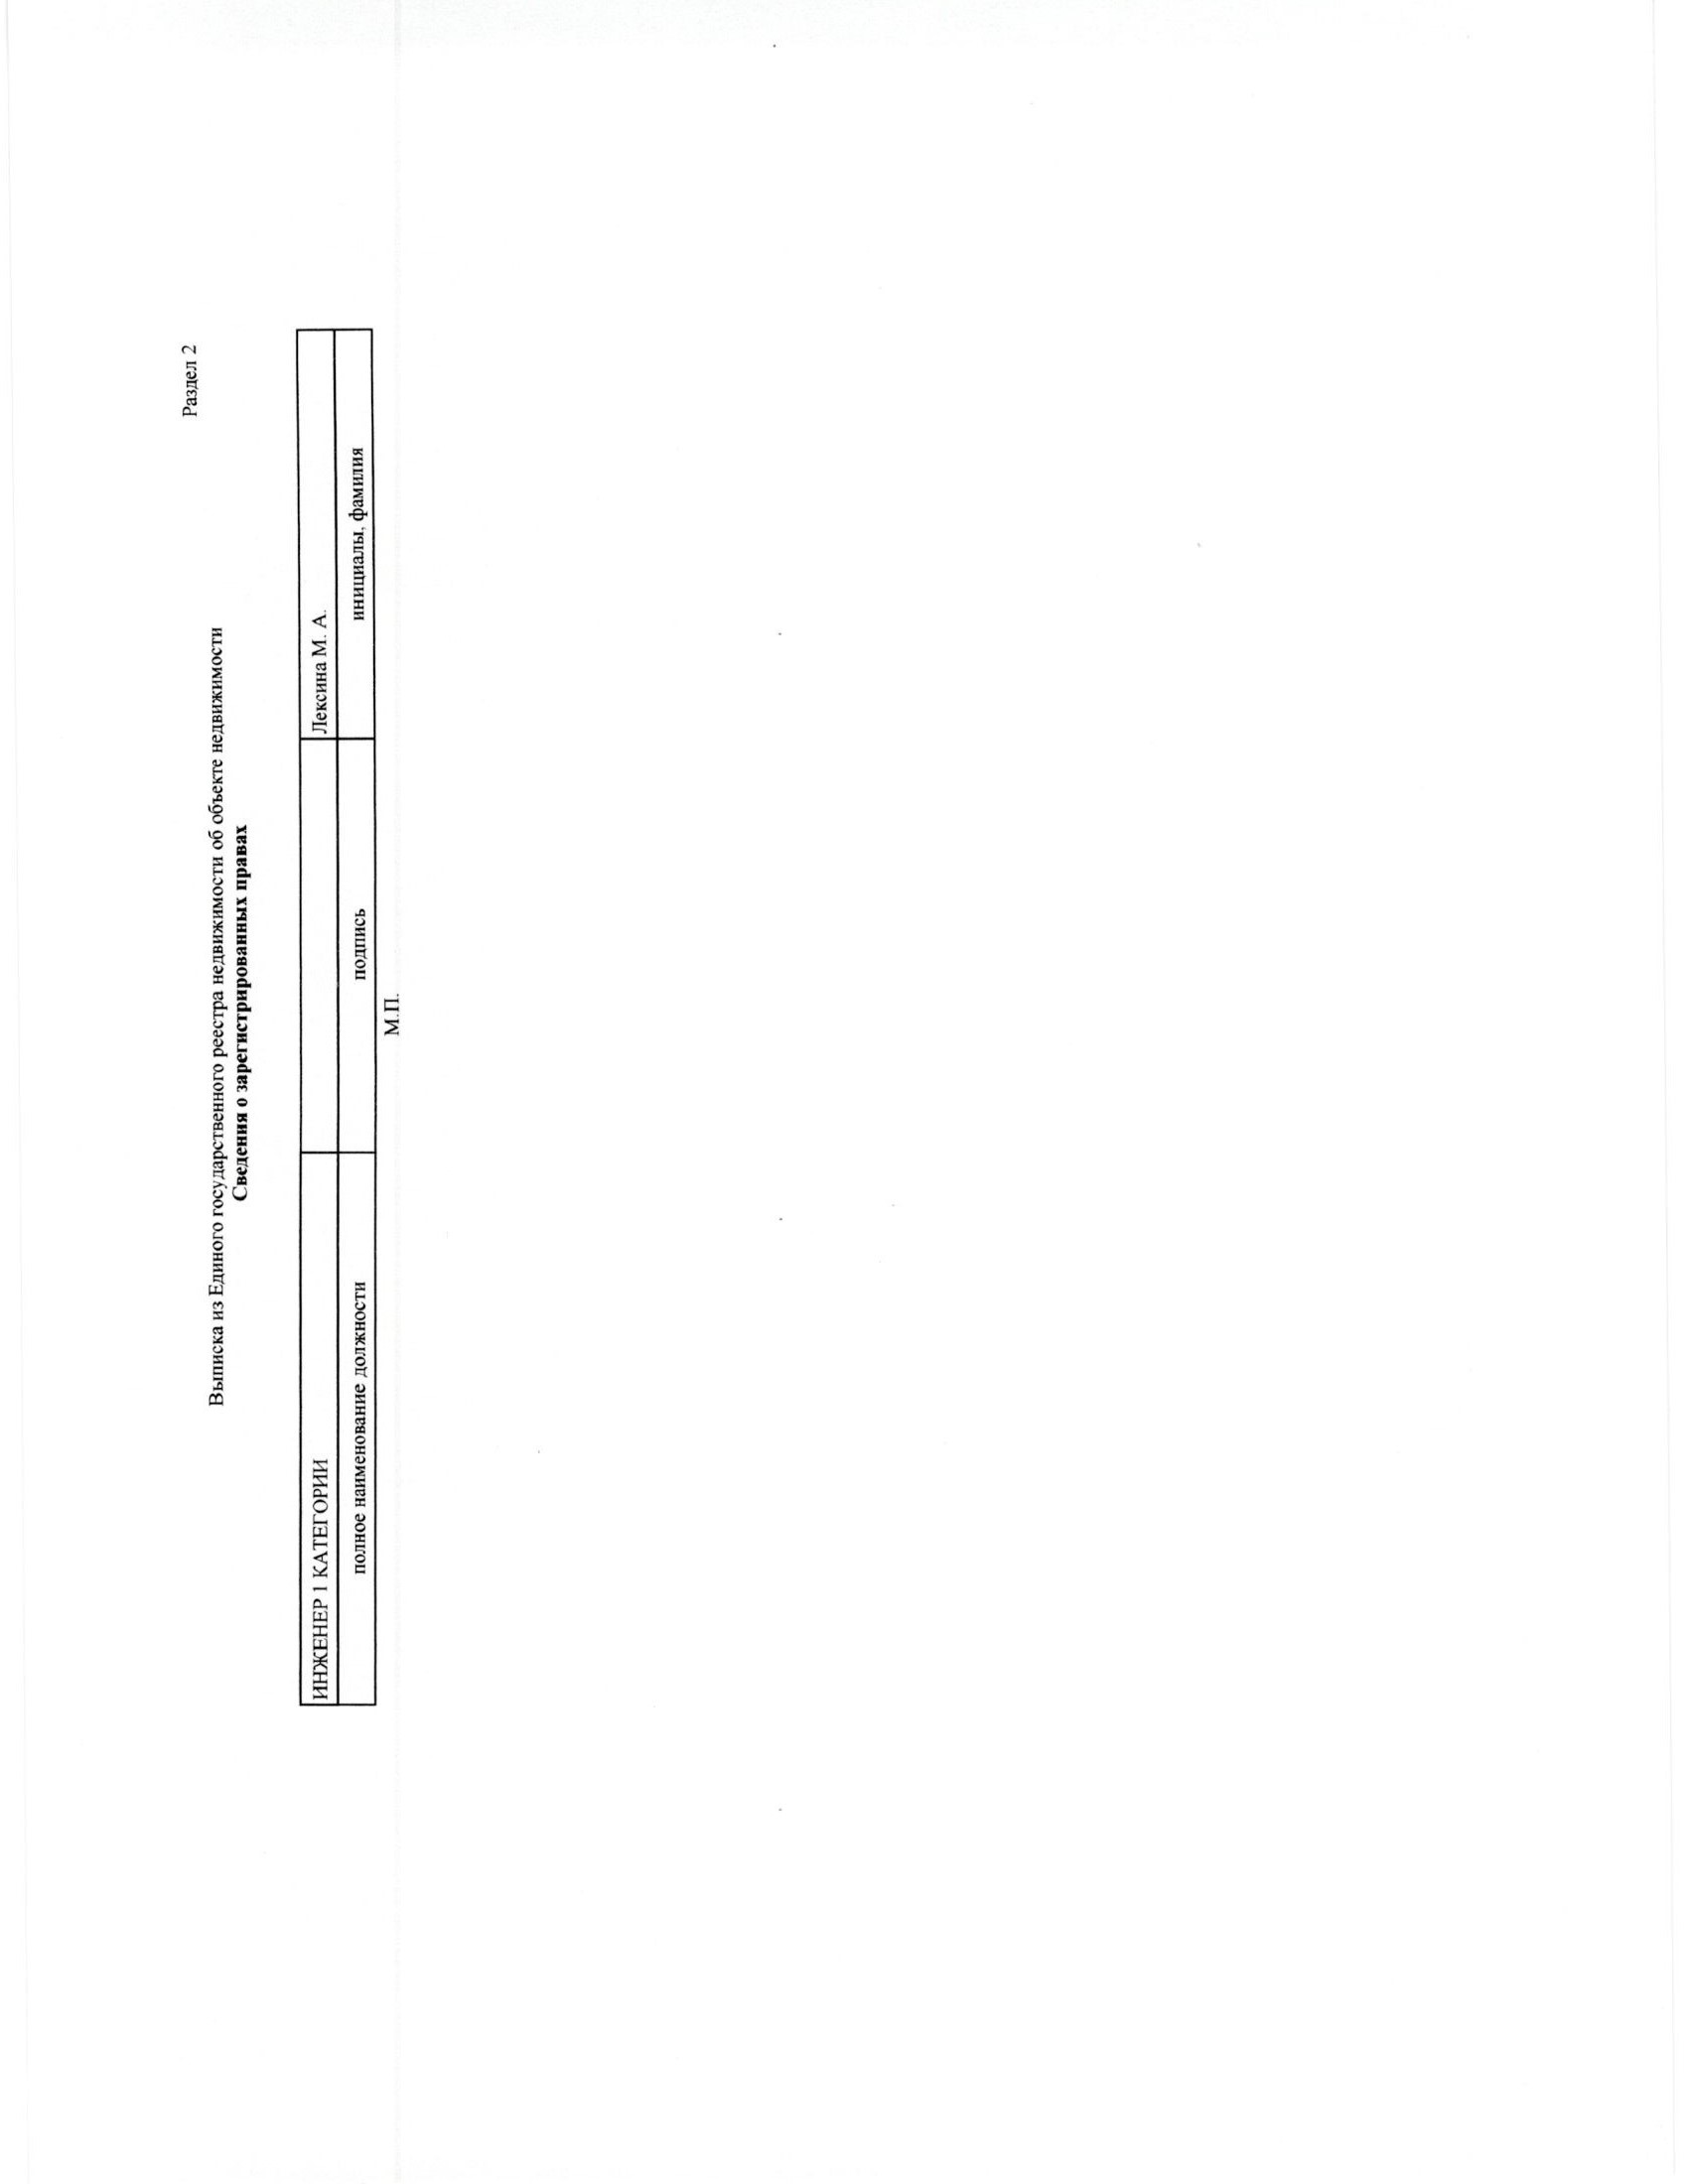 Раздел 2
Выписка из Единого государственного реестра недвижимости об объекте недвижимости
Сведения о зарегистрированных правах
ИНЖЕНЕР 1 КАТЕГОРИИ Лексина М. А.
полное наименование должности подпись инициалы, фамилия
М.П.